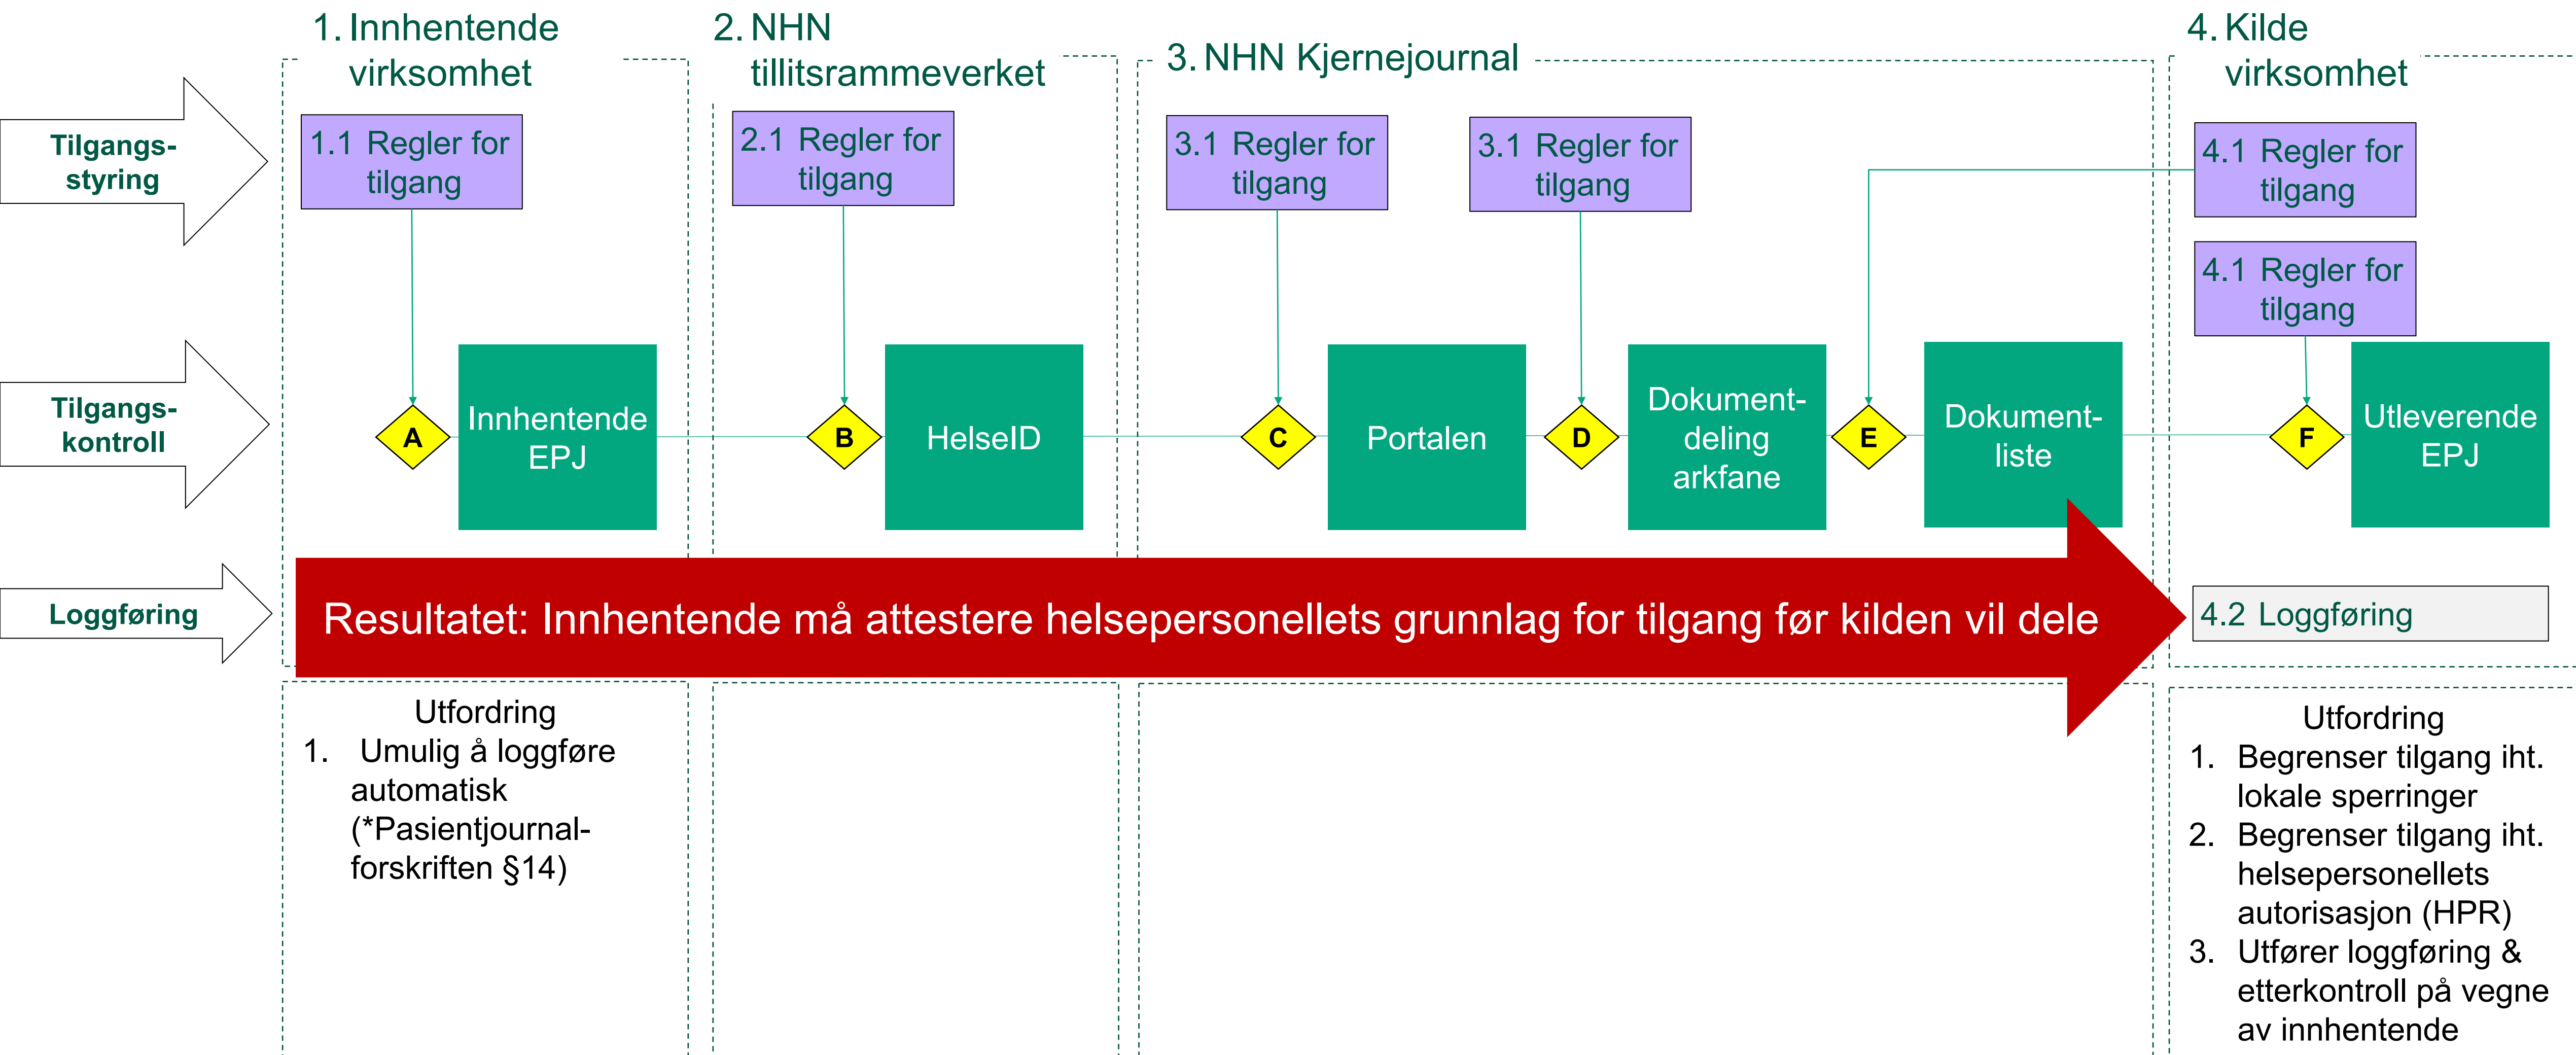 1. Innhentende
virksomhet
2. NHN
tillitsrammeverket
3. NHN Kjernejournal
4. Kilde
virksomhet
Tilgangs-
styring
1.1 Regler for
tilgang
2.1 Regler for
tilgang
3.1 Regler for
tilgang
3.1 Regler for
tilgang
4.1 Regler for
tilgang
4.1 Regler for
tilgang
Tilgangs-
kontroll
A
Innhentende
EPJ
B
HelseID
C
Portalen
D
Dokument-
deling
arkfane
E
Dokument-
liste
F
Utleverende
EPJ
Loggføring
Resultatet: Innhentende må attestere helsepersonellets grunnlag for tilgang før kilden vil dele
4.2 Loggføring
Utfordring
1. Umulig å loggføre
automatisk
(*Pasientjournal-
forskriften §14)
Utfordring
1. Begrenser tilgang iht.
lokale sperringer
2. Begrenser tilgang iht.
helsepersonellets
autorisasjon (HPR)
3. Utfører loggføring &
etterkontroll på vegne
av innhentende